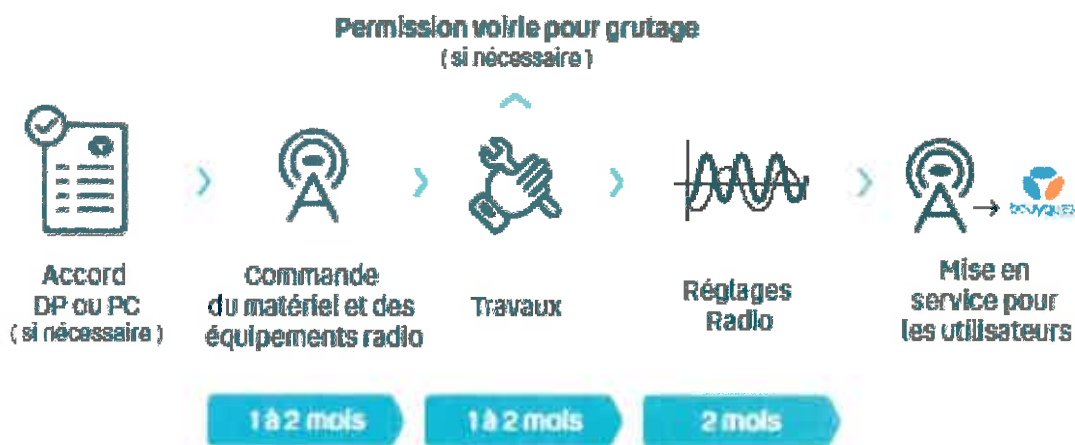 Permission voirie pour grutage
( si nécessaire )
Accord
DP ou PC
( si nécessaire )
Commande
du matériel et des
équipements radio
Travaux
Réglages
Radio
bouygues
Mise en
service pour
les utilisateurs
1 à 2 mois
1 à 2 mois
2 mois